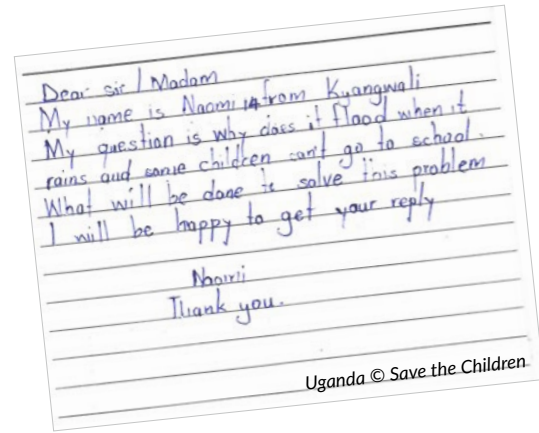 Dear sir / Madam
My name is Naomi 14 from Kyangwali
My question is why does it flood when it
rains and some children can't go to school.
What will be done to solve this problem
I will be happy to get your reply
Naomi
Thank you.
Uganda © Save the Children